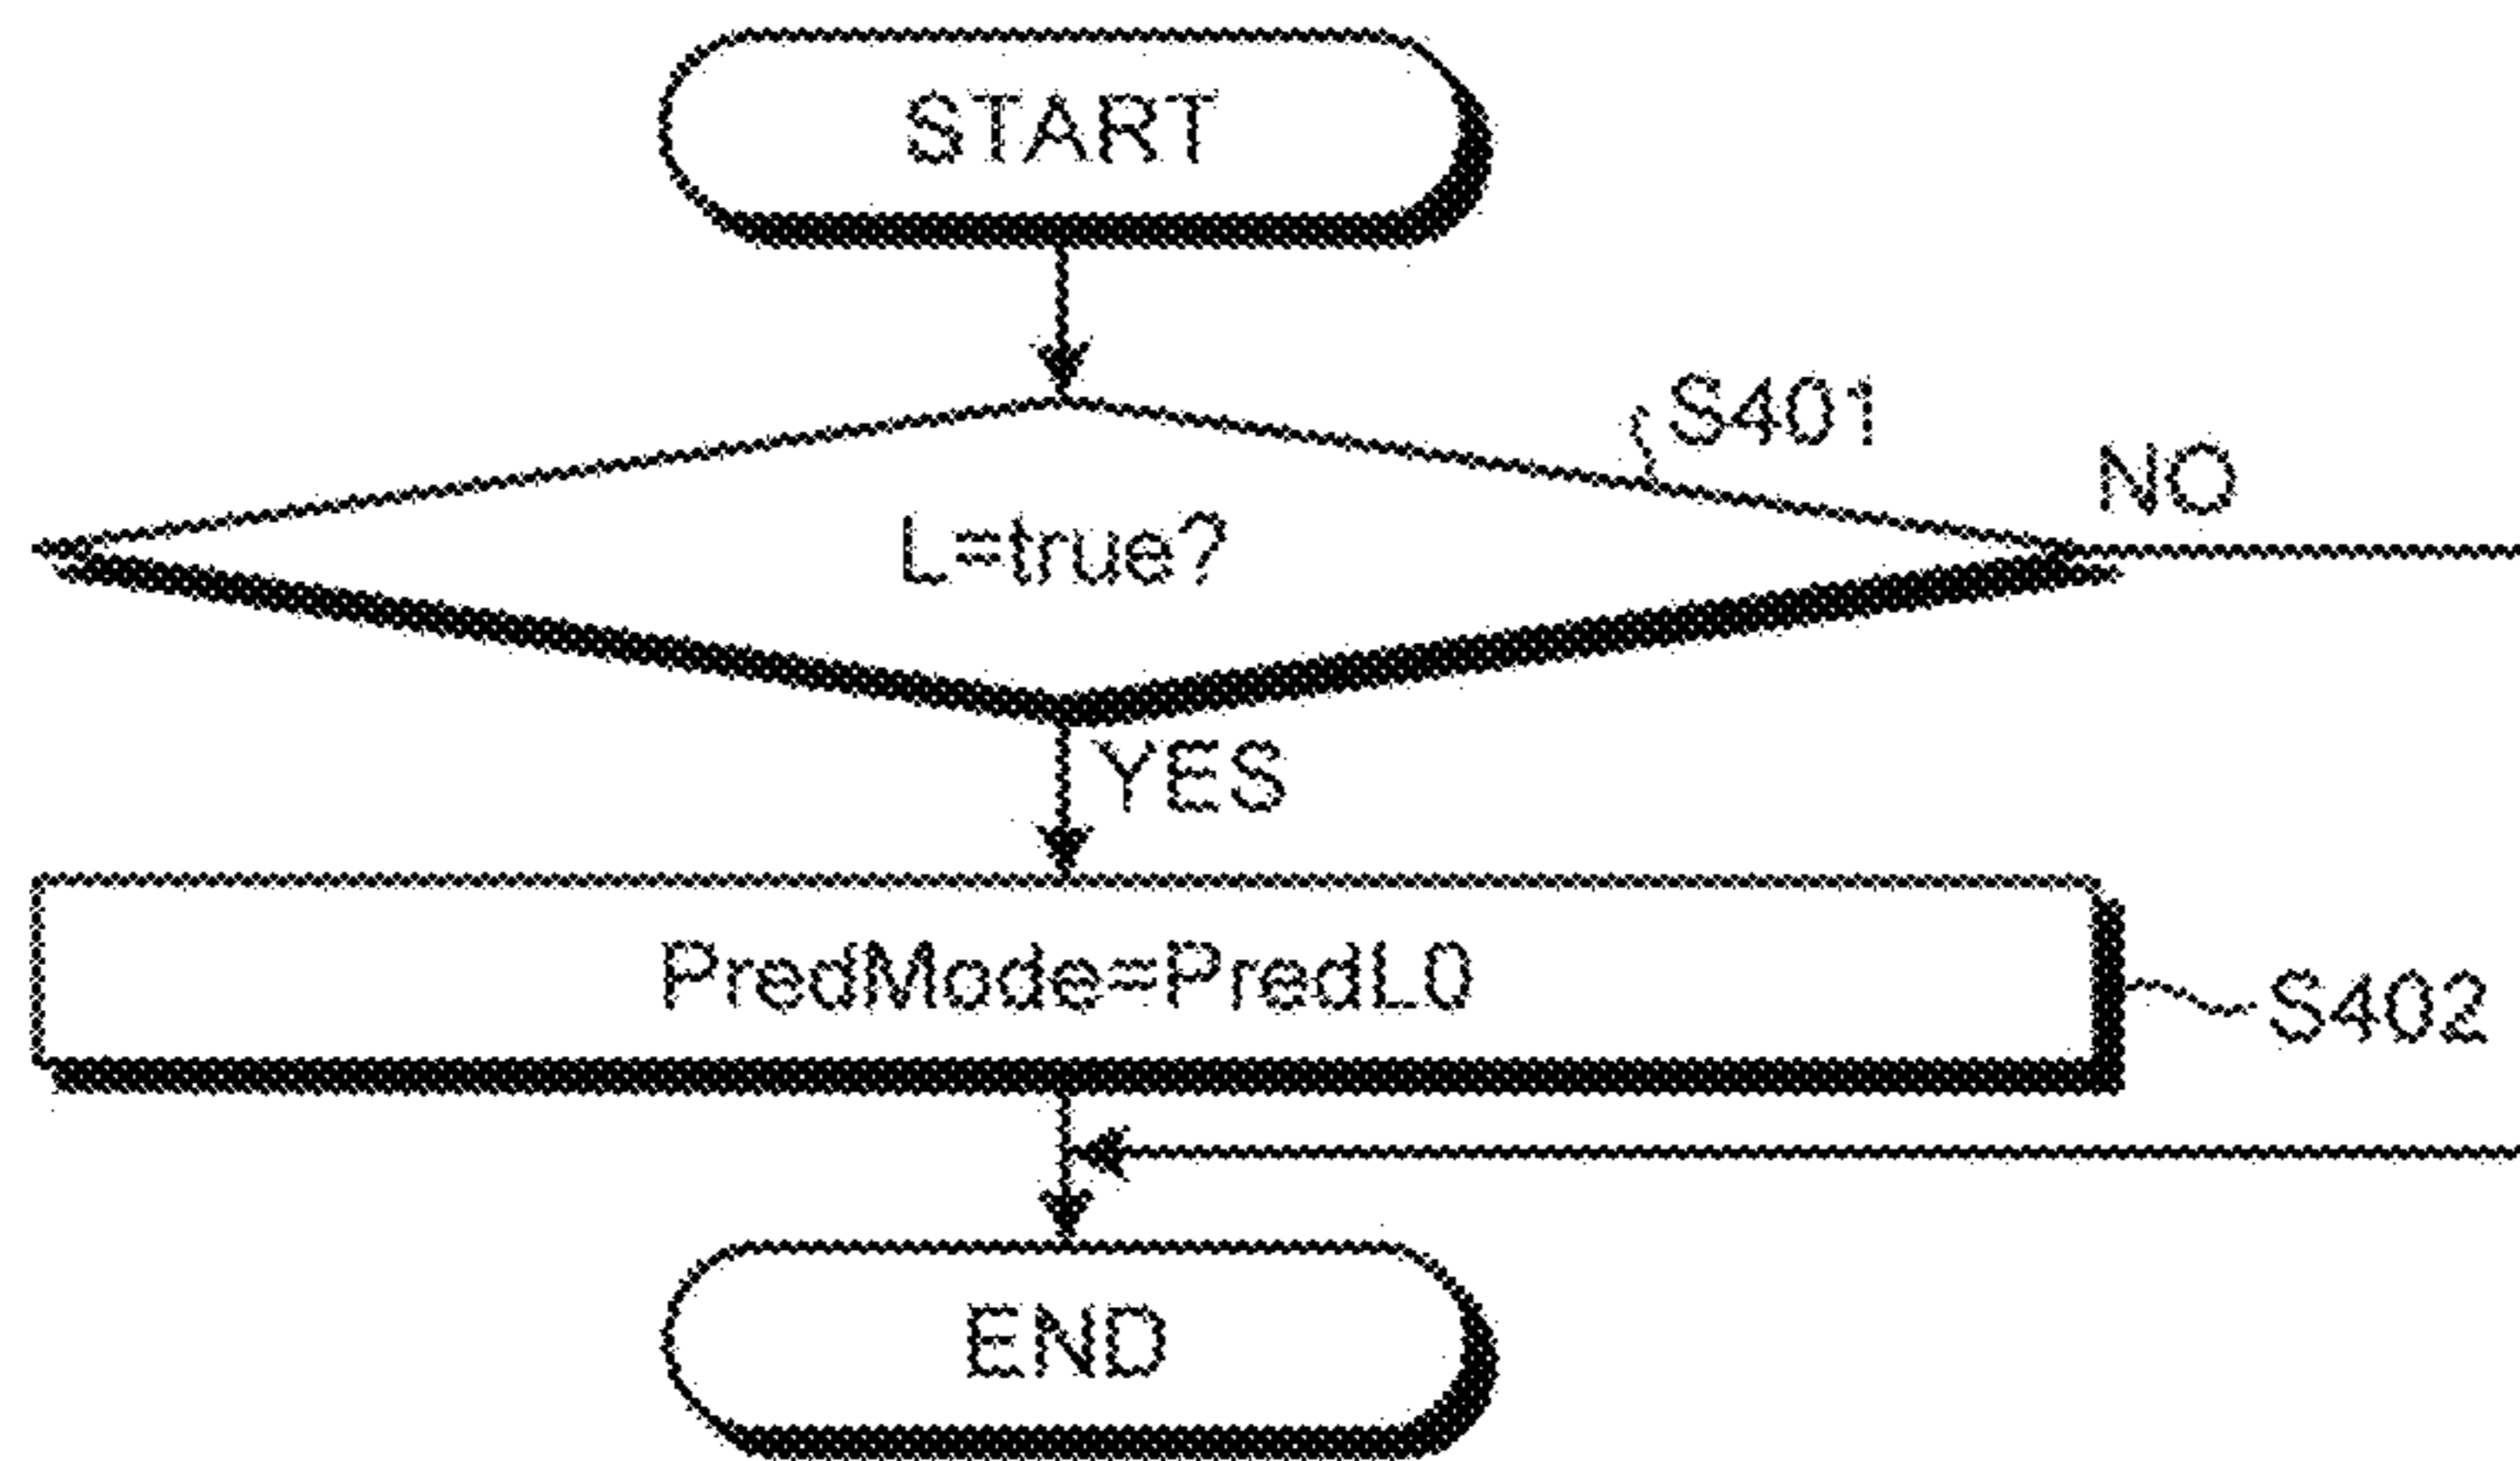 START
S401
NO
L=true?
YES
PredMode=PredL0
S402
END